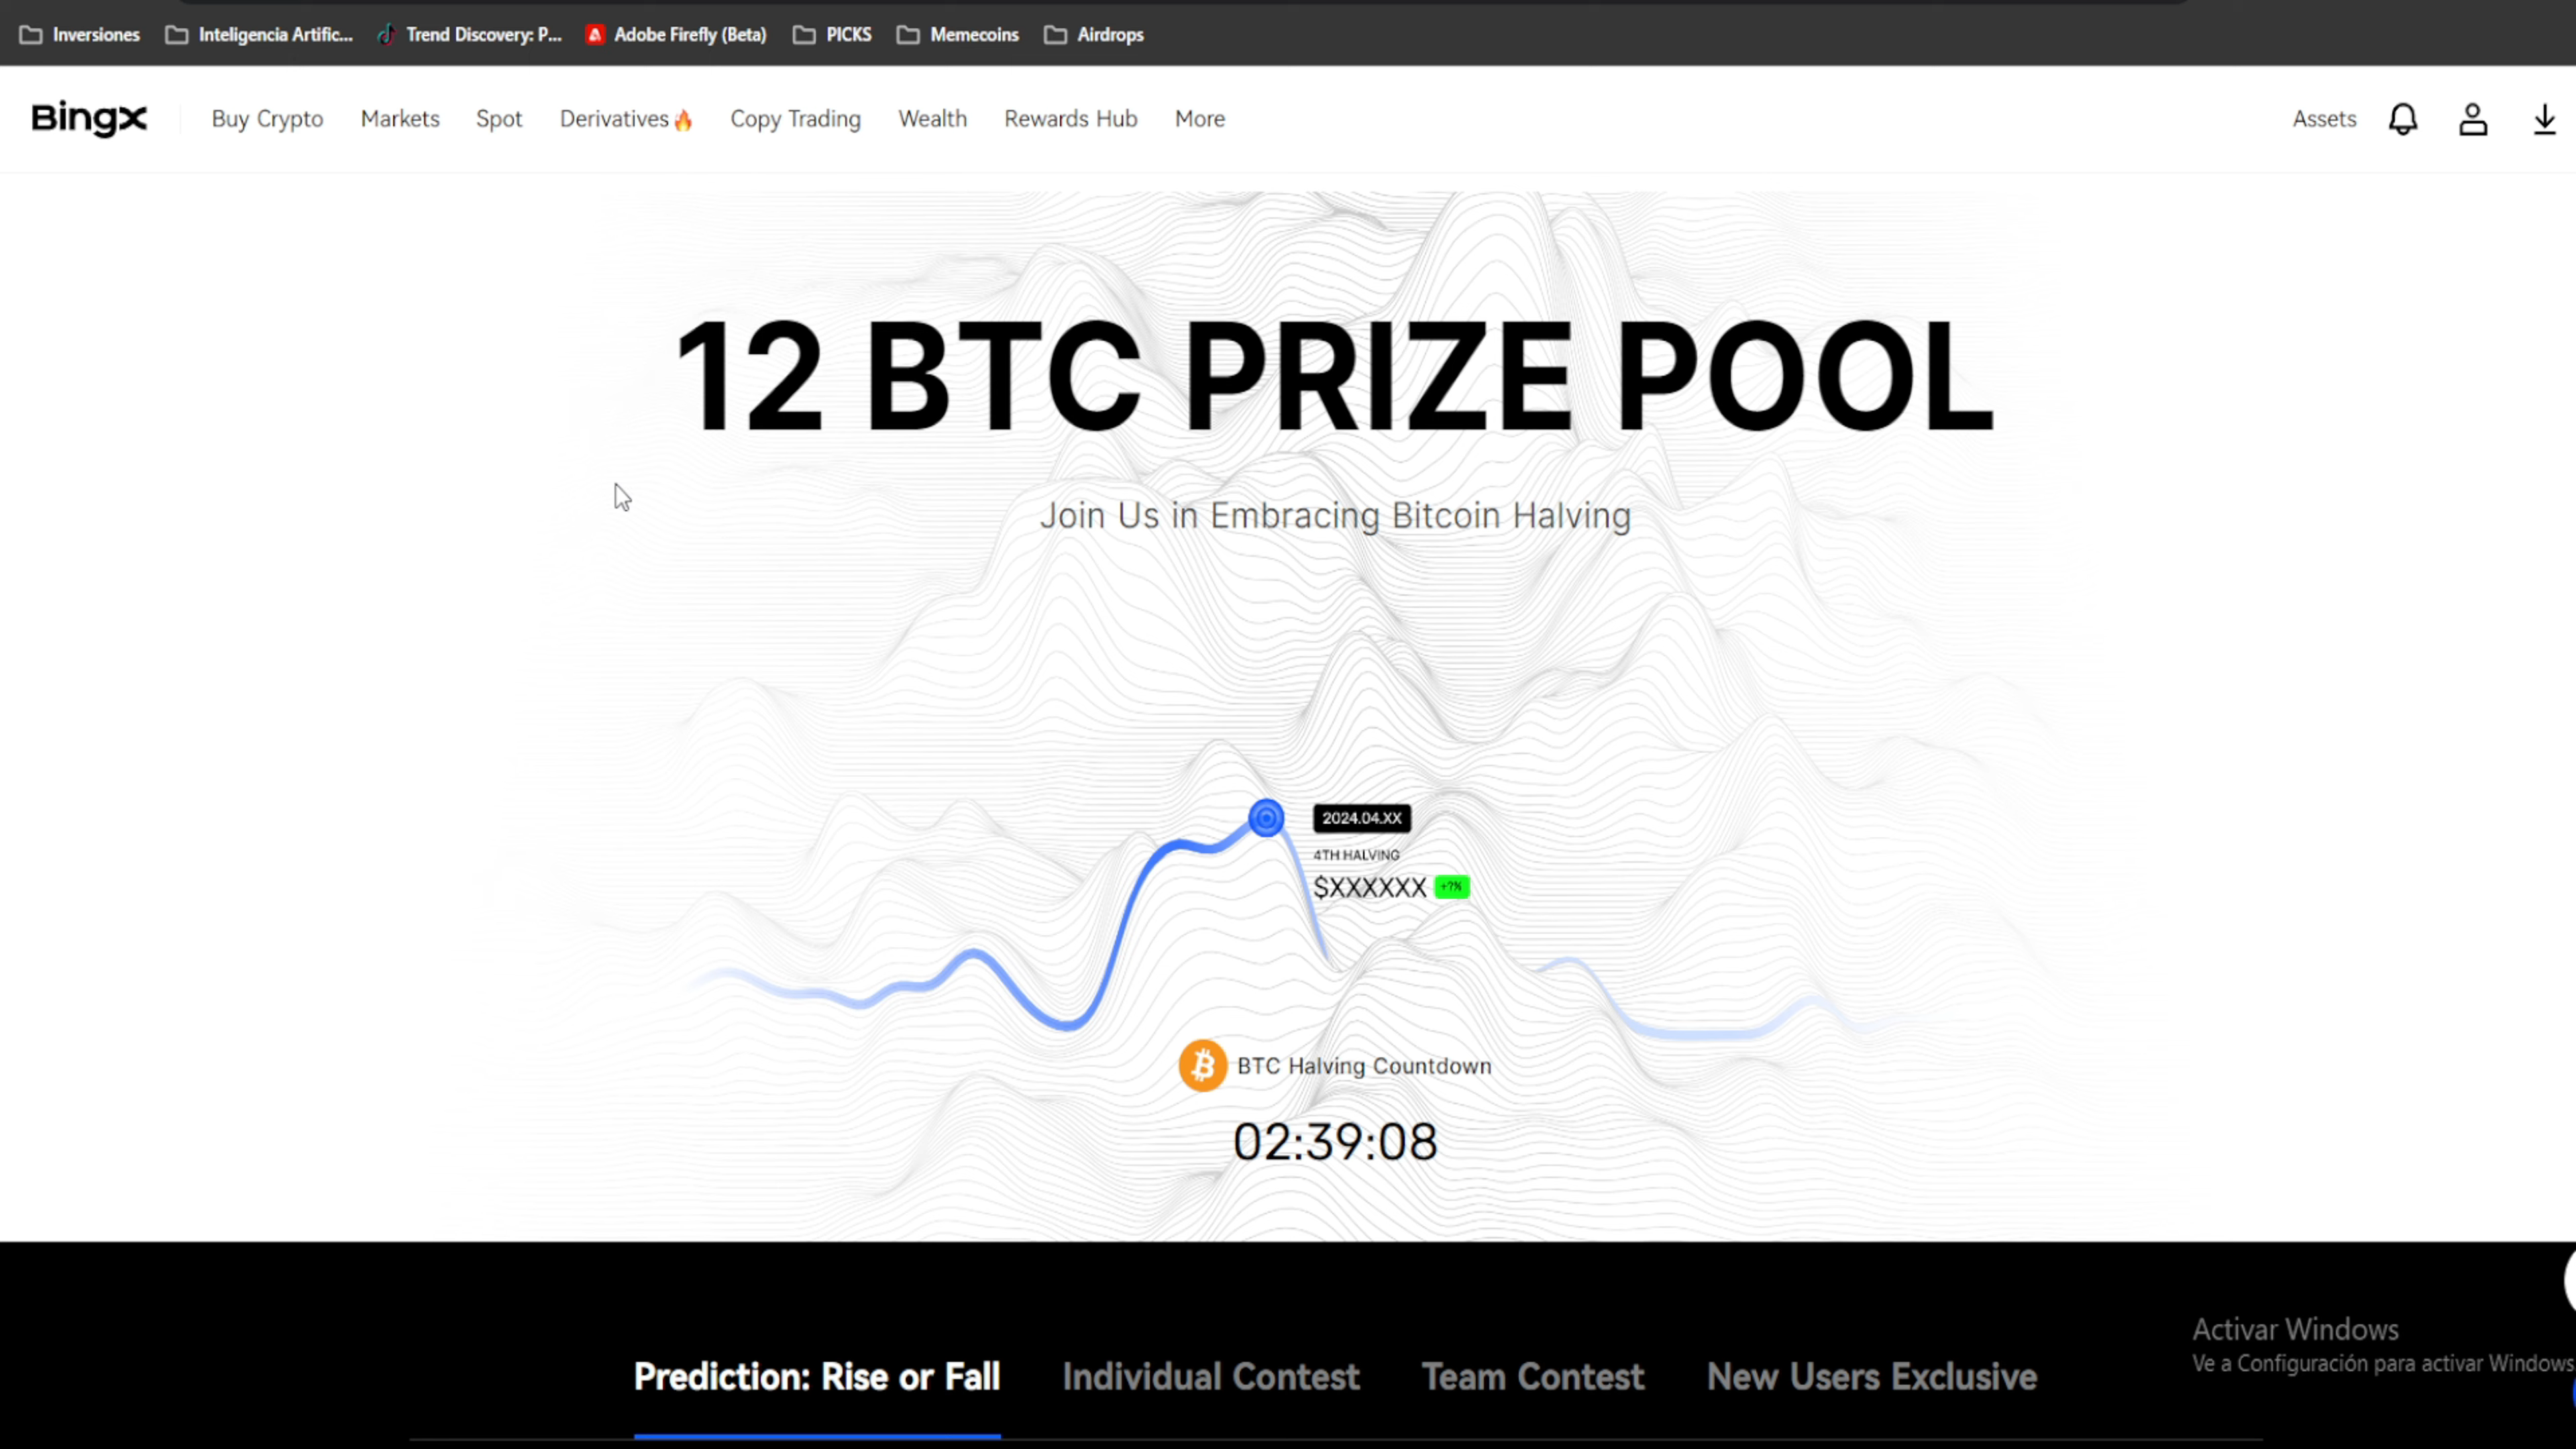 Inversiones Inteligencia Artific... Trend Discovery: P... Adobe Firefly (Beta) PICKS Memecoins Airdrops
BingX Buy Crypto Markets Spot Derivatives🔥 Copy Trading Wealth Rewards Hub More Assets
12 BTC PRIZE POOL
Join Us in Embracing Bitcoin Halving
2024.04.XX
4TH HALVING
$XXXXXX +?%
BTC Halving Countdown
02:39:08
Activar Windows
Ve a Configuración para activar Windows
Prediction: Rise or Fall Individual Contest Team Contest New Users Exclusive